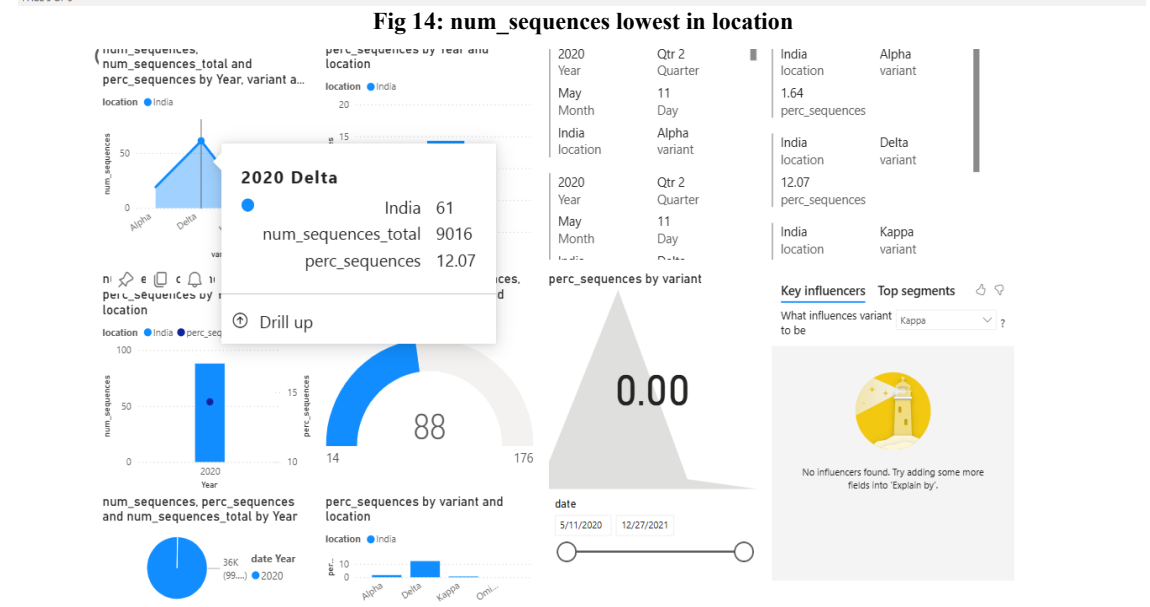 Fig 14: num_sequences lowest in location
num_sequences,
num_sequences_total and
perc_sequences by Year, variant a...
location India
50
0
num_sequences
Alpha
Delta
perc_sequences by Year and
location
location India
20
15
2020 Delta
India 61
num_sequences_total 9016
perc_sequences 12.07
Drill up
2020 Qtr 2
Year Quarter
May 11
Month Day
India Alpha
location variant
2020 Qtr 2
Year Quarter
May 11
Month Day
India Delta
India Alpha
location variant
1.64
perc_sequences
India Delta
location variant
12.07
perc_sequences
India Kappa
location variant
perc_sequences by
location
location India perc_seq
100
50
0
num_sequences
15
10
perc_sequences
2020
Year
88
14 176
perc_sequences by variant
0.00
date
5/11/2020 12/27/2021
Key influencers Top segments
What influences variant Kappa ?
to be
No influencers found. Try adding some more
fields into 'Explain by'.
num_sequences, perc_sequences
and num_sequences_total by Year
36K
(99....)
date Year
2020
perc_sequences by variant and
location
location India
per...
10
0
Alpha
Delta
Kappa
Omi...